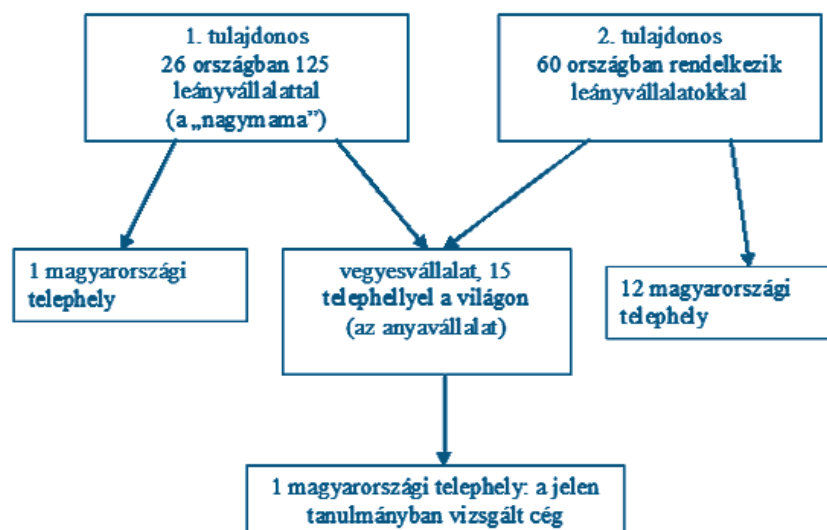 1. tulajdonos
26 országban 125
leányvállalattal
(a „nagymama”)
2. tulajdonos
60 országban rendelkezik
leányvállalatokkal
1 magyarországi
telephely
vegyesvállalat, 15
telephellyel a világon
(az anyavállalat)
12 magyarországi
telephely
1 magyarországi telephely: a jelen
tanulmányban vizsgált cég